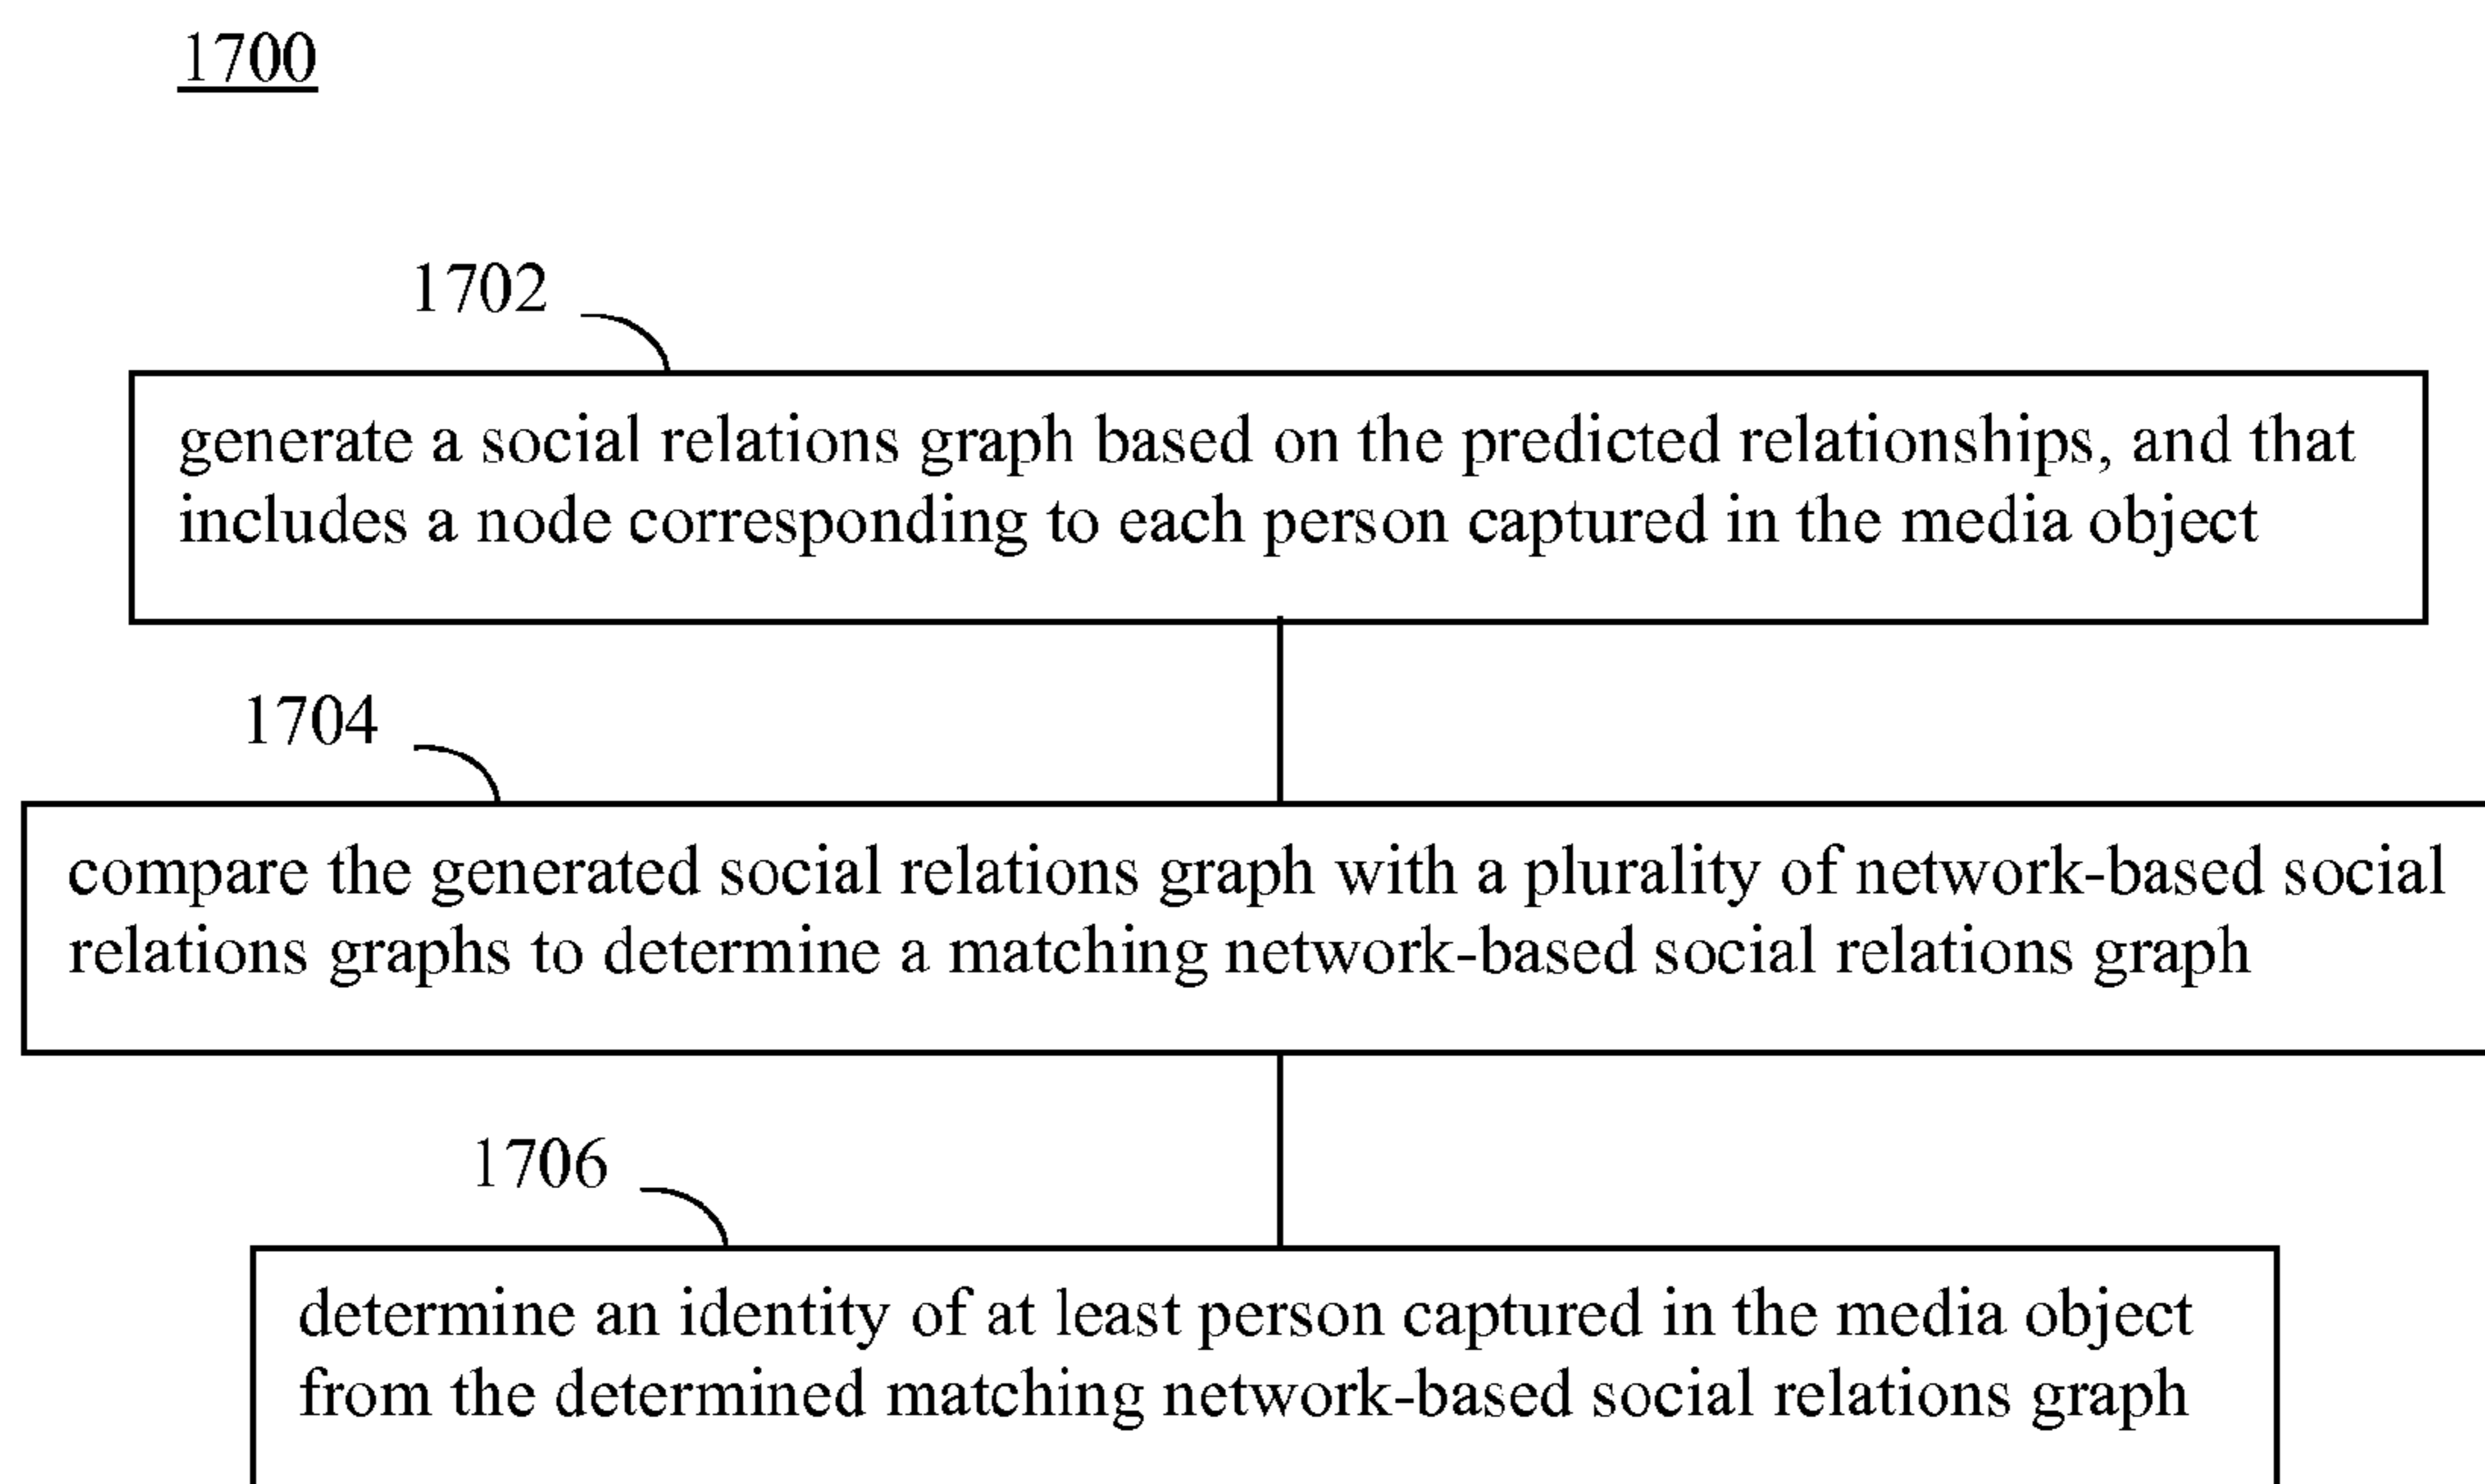 1700
1702
generate a social relations graph based on the predicted relationships, and that
includes a node corresponding to each person captured in the media object
1704
compare the generated social relations graph with a plurality of network-based social
relations graphs to determine a matching network-based social relations graph
1706
determine an identity of at least person captured in the media object
from the determined matching network-based social relations graph